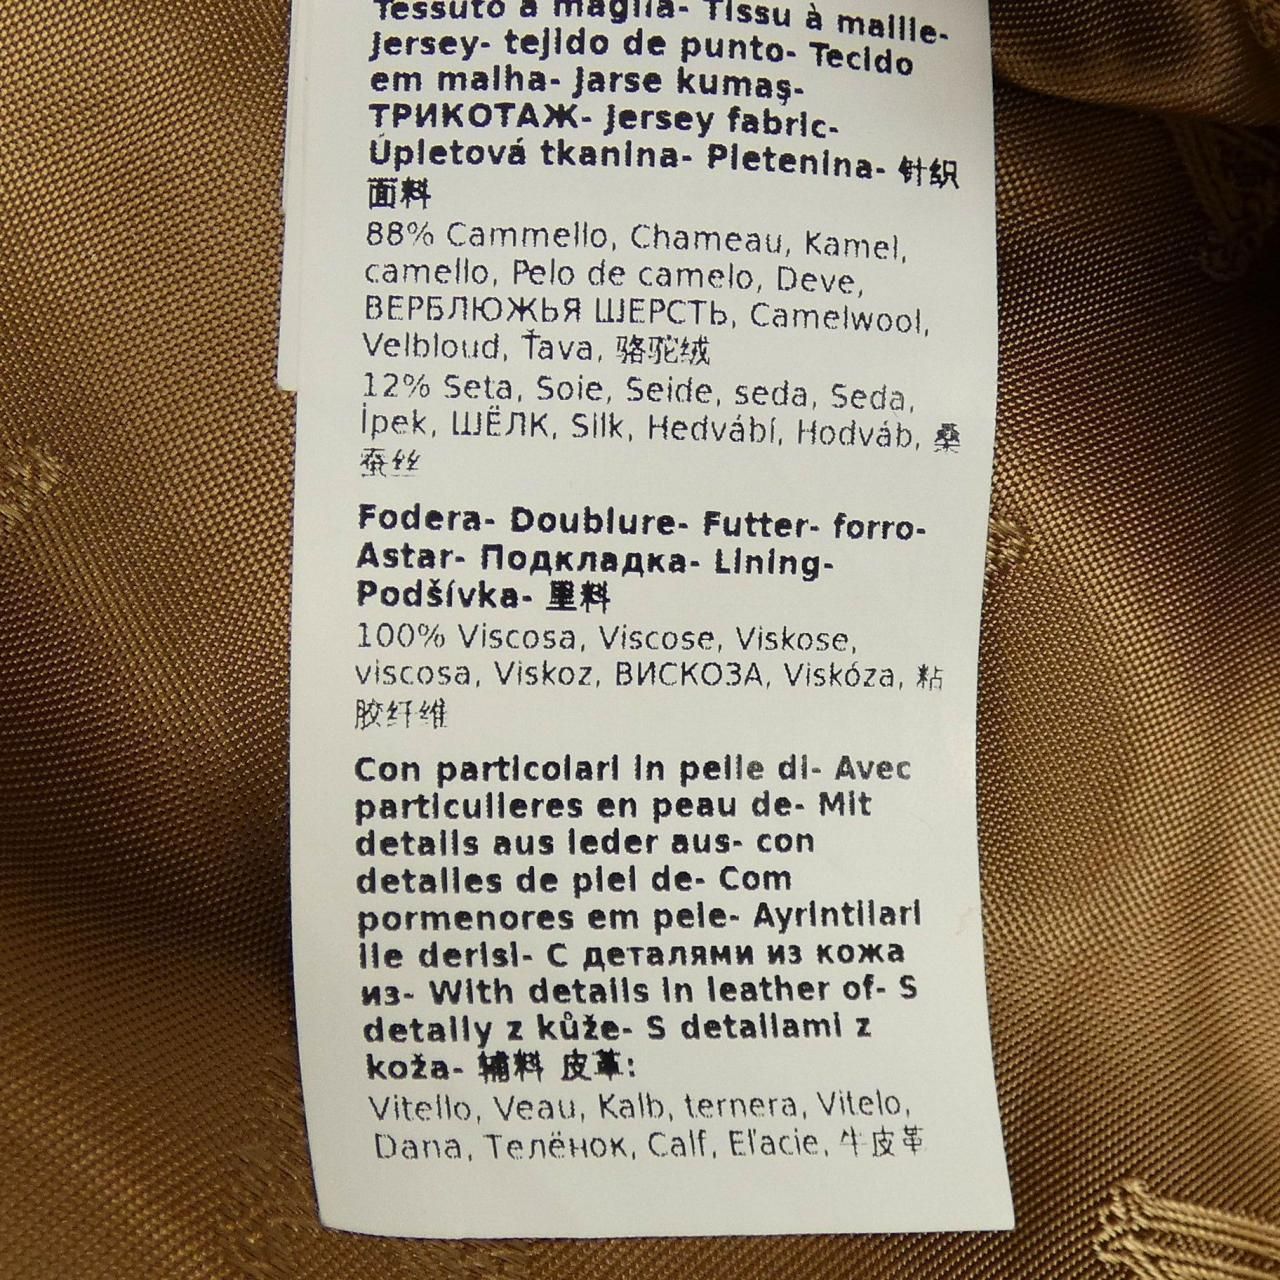 Tessuto a maglia- Tissu à maille-
Jersey- tejido de punto- Tecido
em malha- Jarse kumaş-
ТРИКОТАЖ- Jersey fabric-
Úpletová tkanina- Pletenina- 针织
面料
88% Cammello, Chameau, Kamel,
camello, Pelo de camelo, Deve,
ВЕРБЛЮЖЬЯ ШЕРСТЬ, Camelwool,
Velbloud, Ťava, 骆驼绒
12% Seta, Soie, Seide, seda, Seda,
İpek, ШЁЛК, Silk, Hedvábí, Hodváb, 桑
蚕丝
Fodera- Doublure- Futter- forro-
Astar- Подкладка- Lining-
Podšívka- 里料
100% Viscosa, Viscose, Viskose,
viscosa, Viskoz, ВИСКОЗА, Viskóza, 粘
胶纤维
Con particolari in pelle di- Avec
particulieres en peau de- Mit
details aus leder aus- con
detalles de piel de- Com
pormenores em pele- Ayrintilari
ile derisi- С деталями из кожа
из- With details in leather of- S
detaily z kůže- S detailami z
koža- 辅料 皮革:
Vitello, Veau, Kalb, ternera, Vitelo,
Dana, Телёнок, Calf, Eľacie, 牛皮革